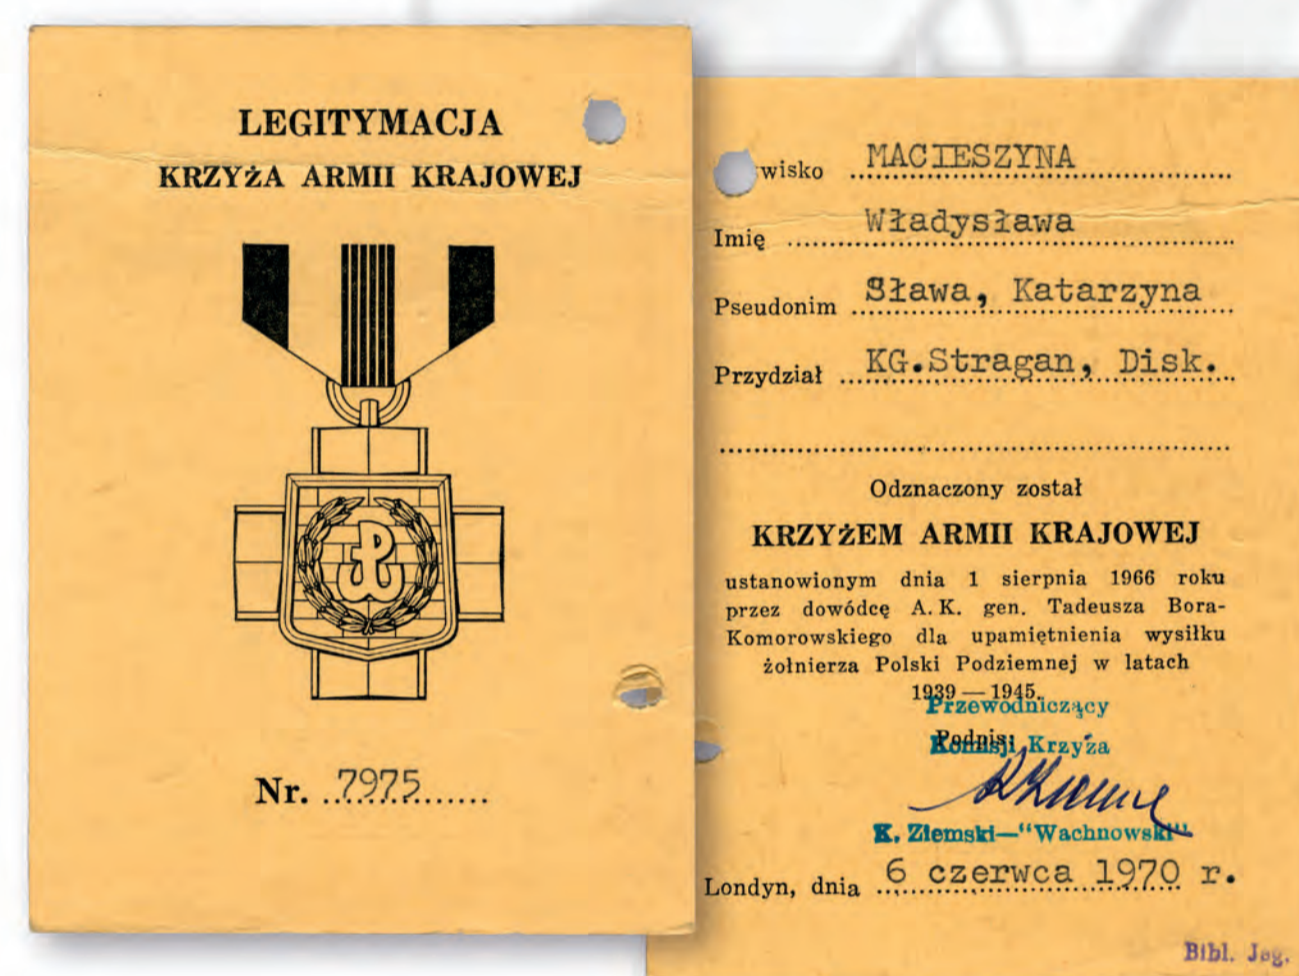 LEGITYMACJA
KRZYŻA ARMII KRAJOWEJ
Nr. 7975
wisko MACIESZYNA
Imię Władysława
Pseudonim Sława, Katarzyna
Przydział KG.Stragan, Disk.
Odznaczony został
KRZYŻEM ARMII KRAJOWEJ
ustanowionym dnia 1 sierpnia 1966 roku
przez dowódcę A. K. gen. Tadeusza Bora-
Komorowskiego dla upamiętnienia wysiłku
żołnierza Polski Podziemnej w latach
1939 — 1945.
Przewodniczący
Podpis:
Komisji Krzyża
K. Ziemski—“Wachnowski”
Londyn, dnia 6 czerwca 1970 r.
Bibl. Jag.